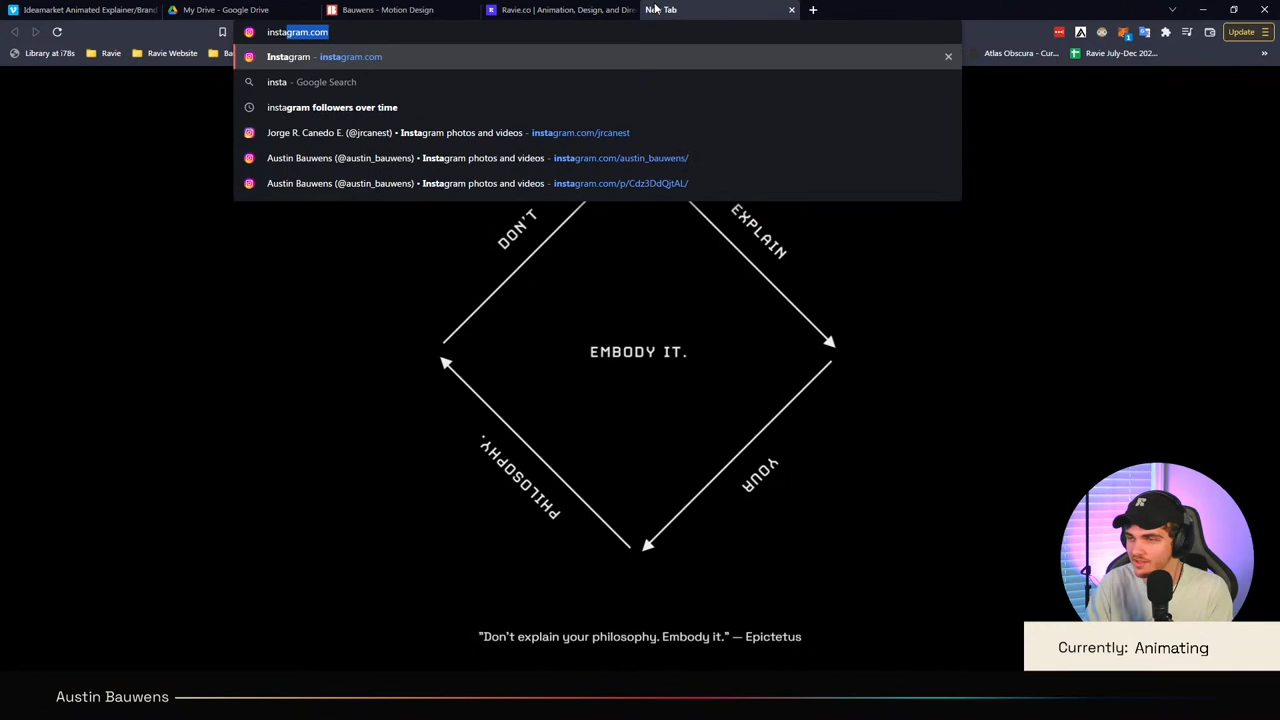 Ideamarket Animated Explainer/Brand
My Drive - Google Drive
Bauwens - Motion Design
Ravie.co | Animation, Design, and Dire
New Tab
instagram.com
Update
Library of i78s
Ravie
Ravie Website
Atlas Obscura - Cur...
Ravie July-Dec 202...
Instagram - instagram.com
insta - Google Search
instagram followers over time
Jorge R. Canedo E. (@jrcanest) • Instagram photos and videos - instagram.com/jrcanest
Austin Bauwens (@austin_bauwens) • Instagram photos and videos - instagram.com/austin_bauwens/
Austin Bauwens (@austin_bauwens) • Instagram photos and videos - instagram.com/p/Cdz3DdQjtAL/
DON'T
EXPLAIN
YOUR
PHILOSOPHY.
EMBODY IT.
"Don't explain your philosophy. Embody it." — Epictetus
Currently: Animating
Austin Bauwens